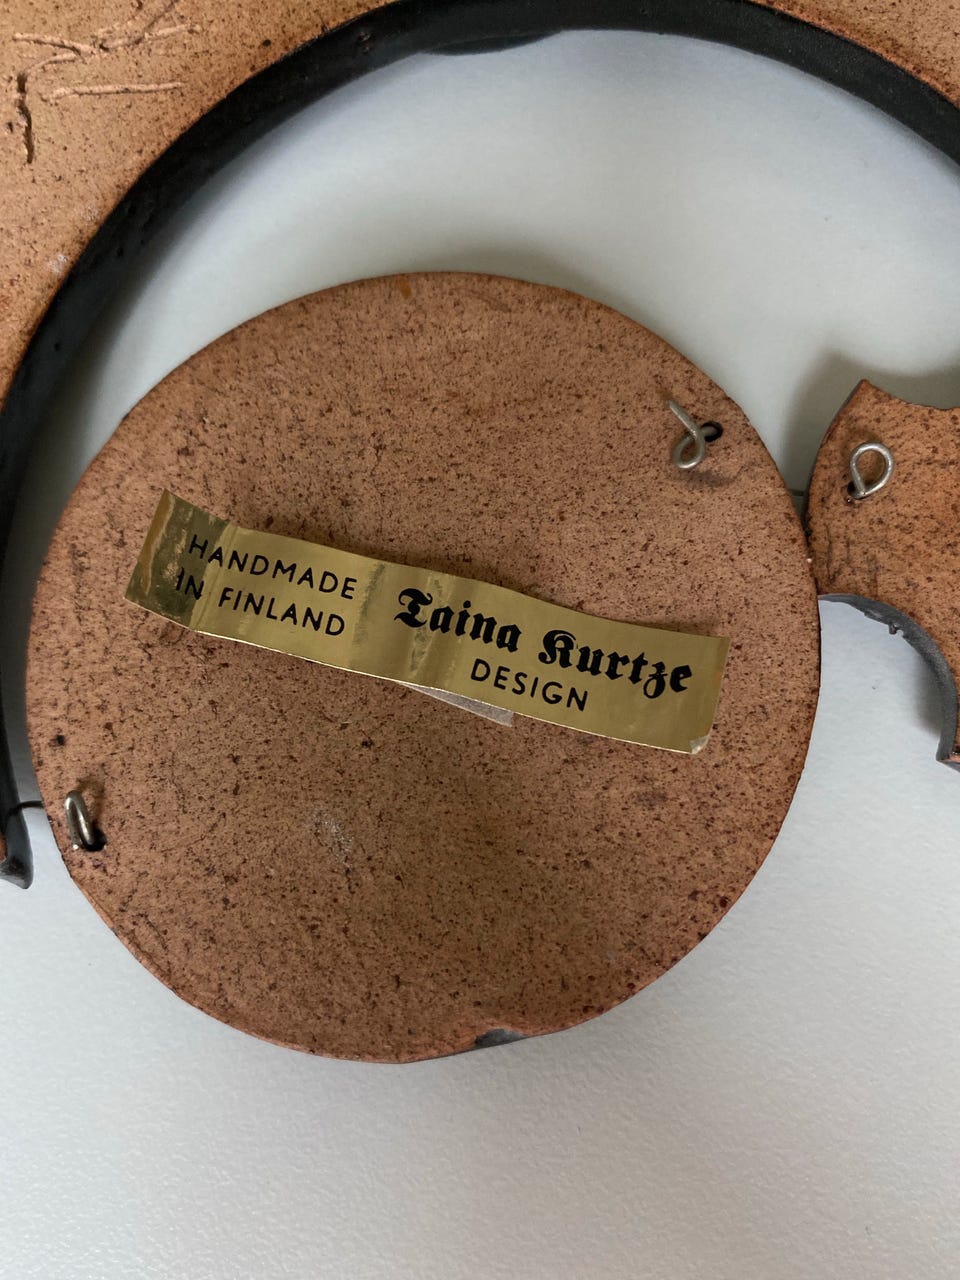 HANDMADE
IN FINLAND
Taina Kurtze
DESIGN